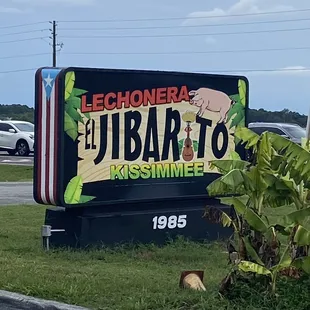 LECHONERA
EL JIBARITO
KISSIMMEE
1985